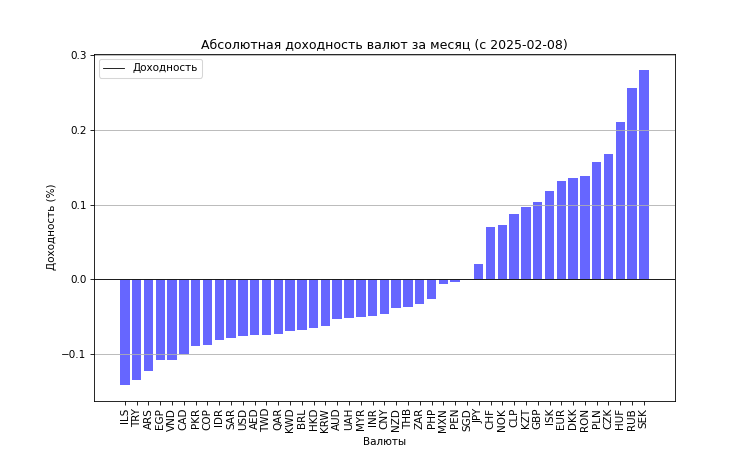 Абсолютная доходность валют за месяц (с 2025-02-08)
Доходность
Доходность (%)
0.3
0.2
0.1
0.0
−0.1
ILS TRY ARS EGP VND CAD PKR COP IDR SAR USD AED TWD QAR KWD BRL HKD KRW AUD UAH MYR INR CNY NZD THB ZAR PHP MXN PEN SGD JPY CHF NOK CLP KZT GBP ISK EUR DKK RON PLN CZK HUF RUB SEK
Валюты